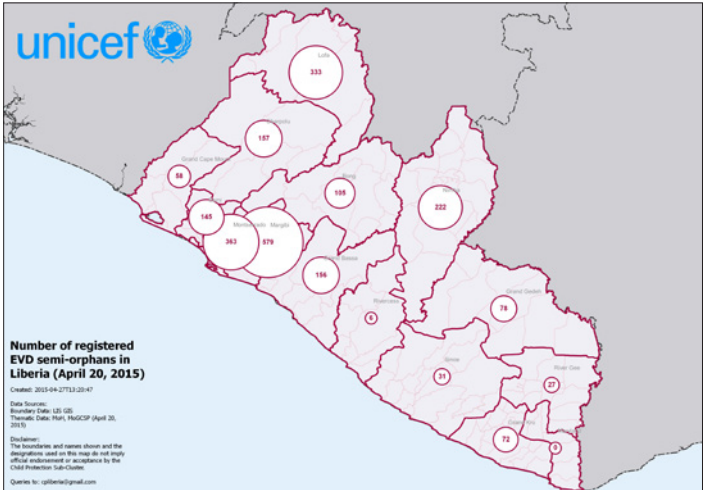 unicef
Lofa
333
157
Grand Cape Mount
58
Bong
105
Nimba
222
145
363
Margibi
579
Grand Bassa
156
Rivercess
6
Grand Gedeh
78
Sinoe
31
River Gee
27
Grand Kru
72
0
Number of registered
EVD semi-orphans in
Liberia (April 20, 2015)
Created: 2015-04-27T13:20:47
Data Sources:
Boundary Data: LIS GIS
Thematic Data: MoH, MoGCSP (April 20,
2015)
Disclaimer:
The boundaries and names shown and the
designations used on this map do not imply
official endorsement or acceptance by the
Child Protection Sub-Cluster.
Queries to: cpliberia@gmail.com